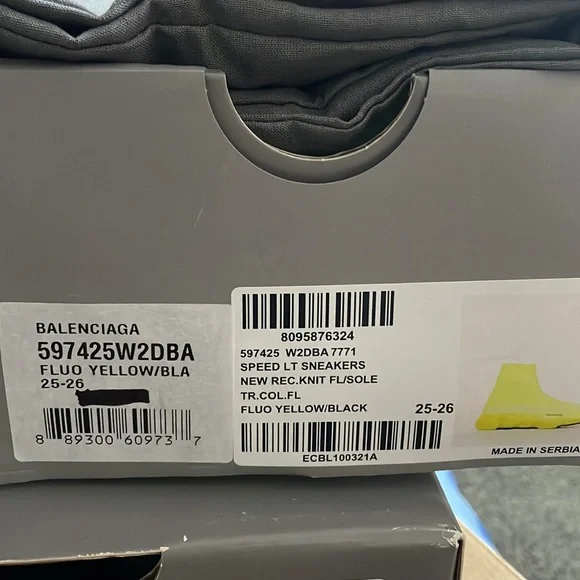 BALENCIAGA
597425W2DBA
FLUO YELLOW/BLA
25-26
8 89300 60973 7
8095876324
597425 W2DBA 7771
SPEED LT SNEAKERS
NEW REC.KNIT FL/SOLE
TR.COL.FL
FLUO YELLOW/BLACK 25-26
ECBL100321A
MADE IN SERBIA